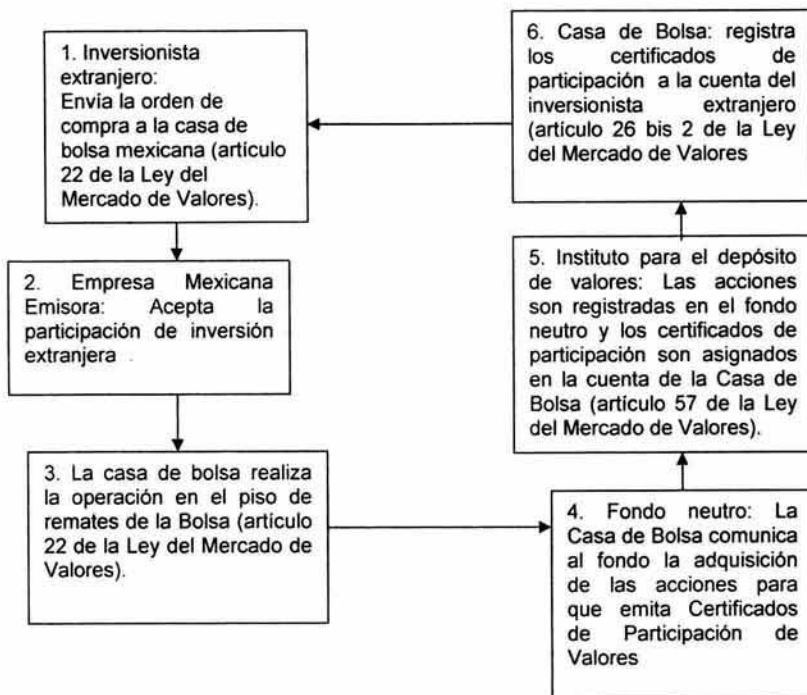 1. Inversionista
extranjero:
Envía la orden de
compra a la casa de
bolsa mexicana (artículo
22 de la Ley del
Mercado de Valores).
2. Empresa Mexicana
Emisora: Acepta la
participación de inversión
extranjera
3. La casa de bolsa realiza
la operación en el piso de
remates de la Bolsa (artículo
22 de la Ley del Mercado de
Valores).
4. Fondo neutro: La
Casa de Bolsa comunica
al fondo la adquisición
de las acciones para
que emita Certificados
de Participación de
Valores
5. Instituto para el depósito
de valores: Las acciones
son registradas en el fondo
neutro y los certificados de
participación son asignados
en la cuenta de la Casa de
Bolsa (artículo 57 de la Ley
del Mercado de Valores).
6. Casa de Bolsa: registra
los certificados de
participación a la cuenta del
inversionista extranjero
(artículo 26 bis 2 de la Ley
del Mercado de Valores